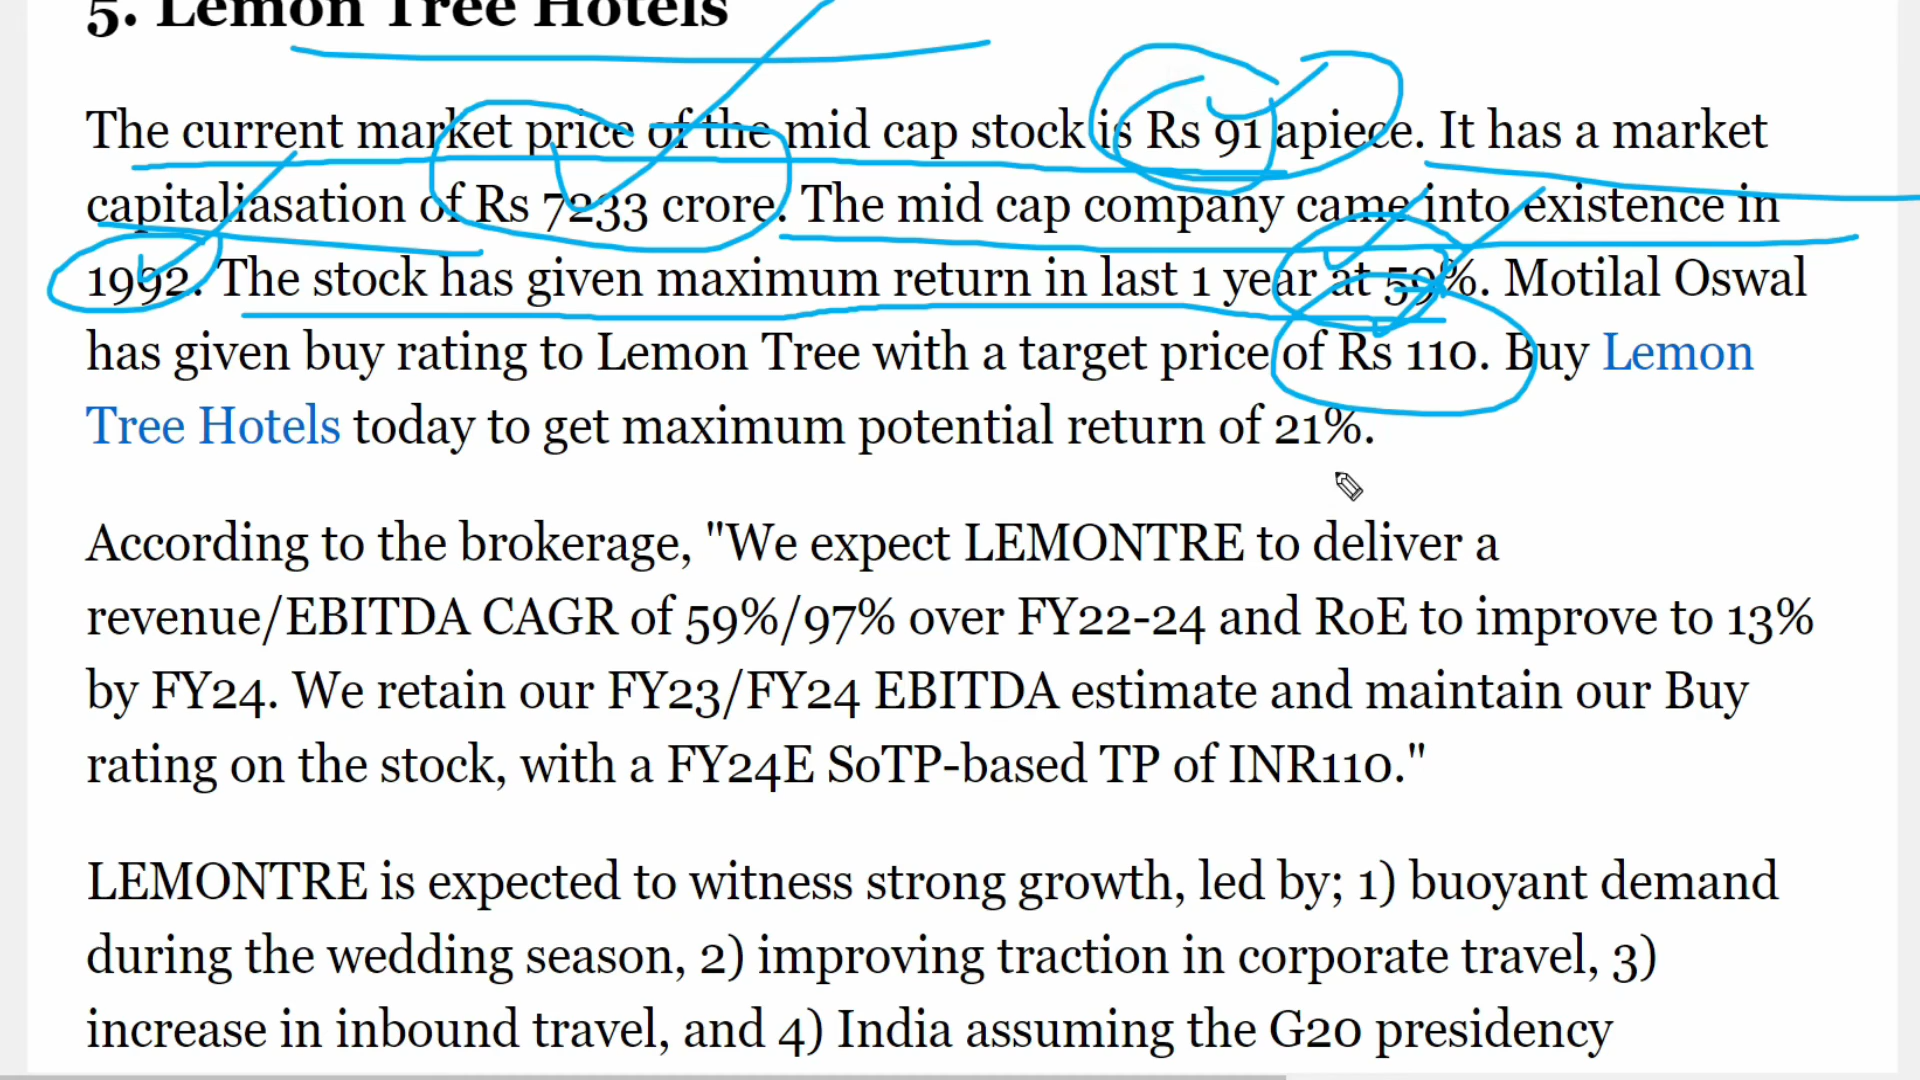 5. Lemon Tree Hotels
The current market price of the mid cap stock is Rs 91 apiece. It has a market
capitaliasation of Rs 7233 crore. The mid cap company came into existence in
1992. The stock has given maximum return in last 1 year at 59%. Motilal Oswal
has given buy rating to Lemon Tree with a target price of Rs 110. Buy Lemon
Tree Hotels today to get maximum potential return of 21%.
According to the brokerage, "We expect LEMONTRE to deliver a
revenue/EBITDA CAGR of 59%/97% over FY22-24 and RoE to improve to 13%
by FY24. We retain our FY23/FY24 EBITDA estimate and maintain our Buy
rating on the stock, with a FY24E SoTP-based TP of INR110."
LEMONTRE is expected to witness strong growth, led by; 1) buoyant demand
during the wedding season, 2) improving traction in corporate travel, 3)
increase in inbound travel, and 4) India assuming the G20 presidency